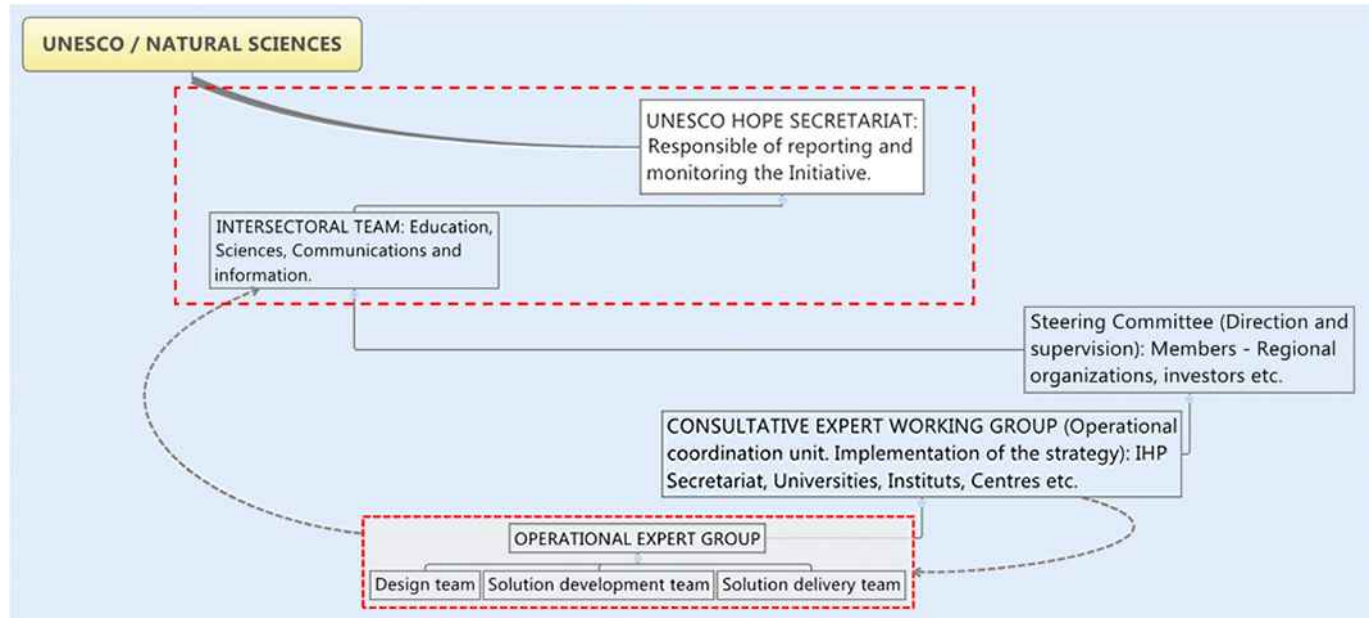 UNESCO / NATURAL SCIENCES
UNESCO HOPE SECRETARIAT:
Responsible of reporting and
monitoring the Initiative.
INTERSECTORAL TEAM: Education,
Sciences, Communications and
information.
Steering Committee (Direction and
supervision): Members - Regional
organizations, investors etc.
CONSULTATIVE EXPERT WORKING GROUP (Operational
coordination unit. Implementation of the strategy): IHP
Secretariat, Universities, Instituts, Centres etc.
OPERATIONAL EXPERT GROUP
Design team
Solution development team
Solution delivery team